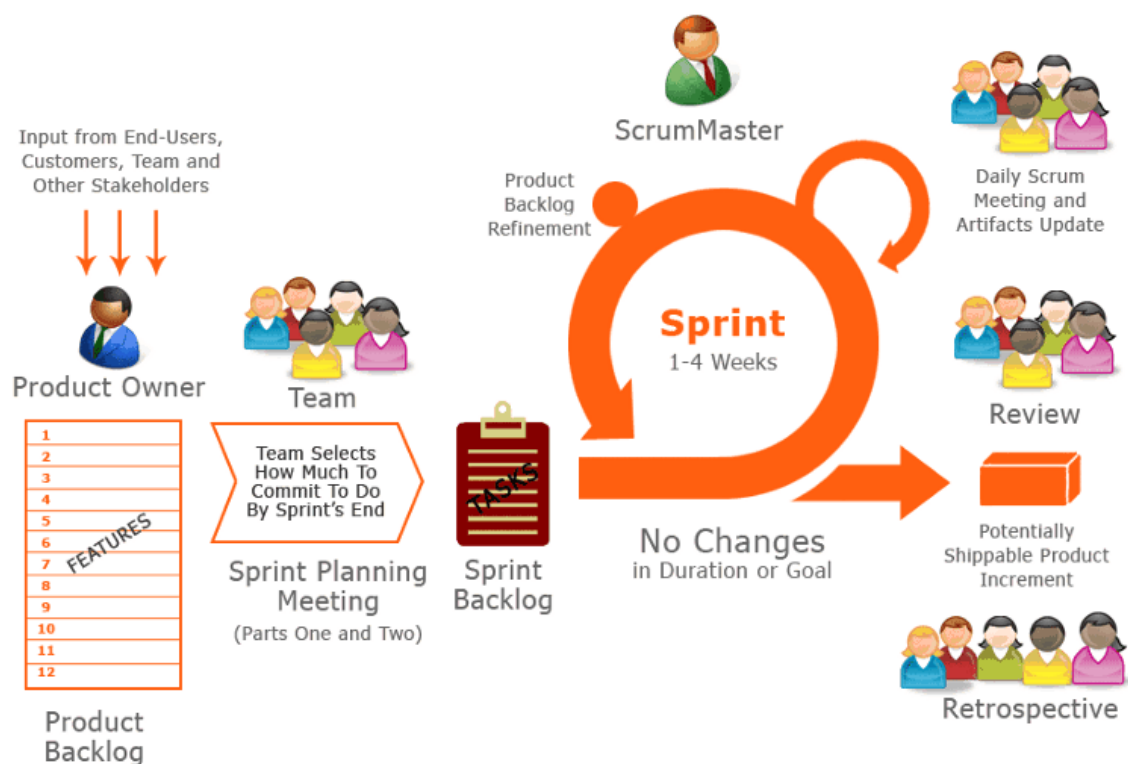 Input from End-Users,
Customers, Team and
Other Stakeholders
Product Owner
1
2
3
4
5
6
7
8
9
10
11
12
FEATURES
Product
Backlog
Team
Team Selects
How Much To
Commit To Do
By Sprint's End
Sprint Planning
Meeting
(Parts One and Two)
TASKS
Sprint
Backlog
ScrumMaster
Product
Backlog
Refinement
Sprint
1-4 Weeks
No Changes
in Duration or Goal
Daily Scrum
Meeting and
Artifacts Update
Review
Potentially
Shippable Product
Increment
Retrospective